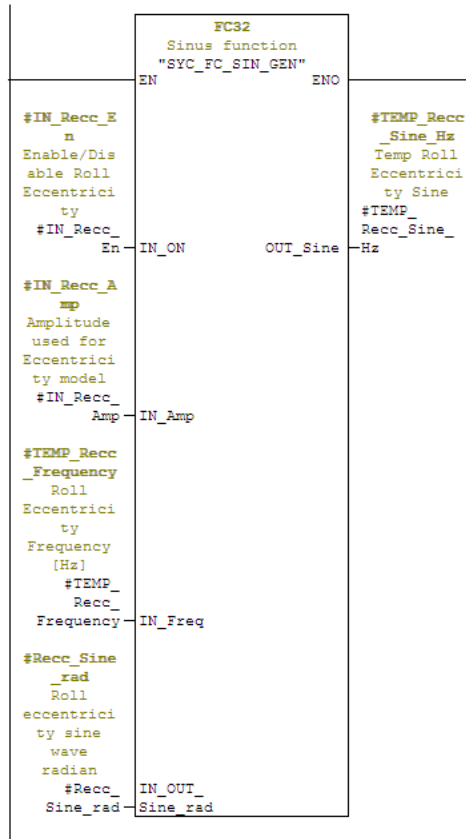 FC32
Sinus function
"SYC_FC_SIN_GEN"
EN ENO
#IN_Recc_E
n
Enable/Dis
able Roll
Eccentrici
ty
#IN_Recc_
En IN_ON
#TEMP_Recc
_Sine_Hz
Temp Roll
Eccentrici
ty Sine
#TEMP_
Recc_Sine_
OUT_Sine Hz
#IN_Recc_A
mp
Amplitude
used for
Eccentrici
ty model
#IN_Recc_
Amp IN_Amp
#TEMP_Recc
_Frequency
Roll
Eccentrici
ty
Frequency
[Hz]
#TEMP_
Recc_
Frequency IN_Freq
#Recc_Sine
_rad
Roll
eccentrici
ty sine
wave
radian
#Recc_ IN_OUT_
Sine_rad Sine_rad